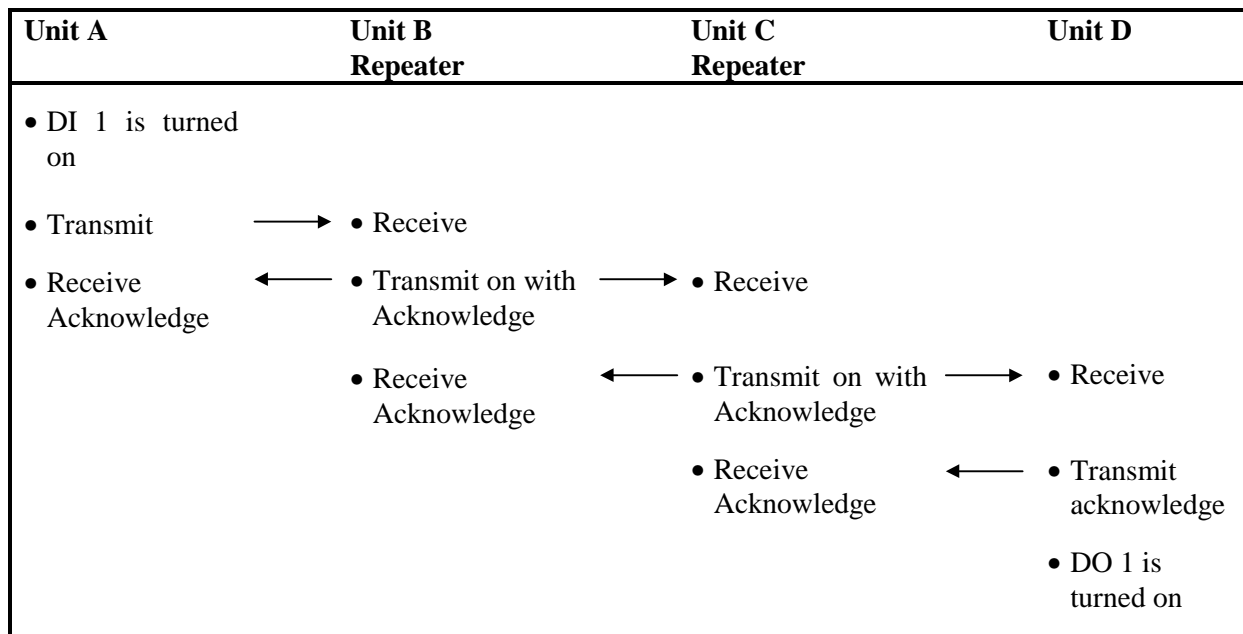 Unit A Unit B Unit C Unit D
Repeater Repeater
• DI 1 is turned
on
• Transmit • Receive
• Receive • Transmit on with • Receive
Acknowledge Acknowledge
• Receive • Transmit on with • Receive
Acknowledge Acknowledge
• Receive • Transmit
Acknowledge acknowledge
• DO 1 is
turned on